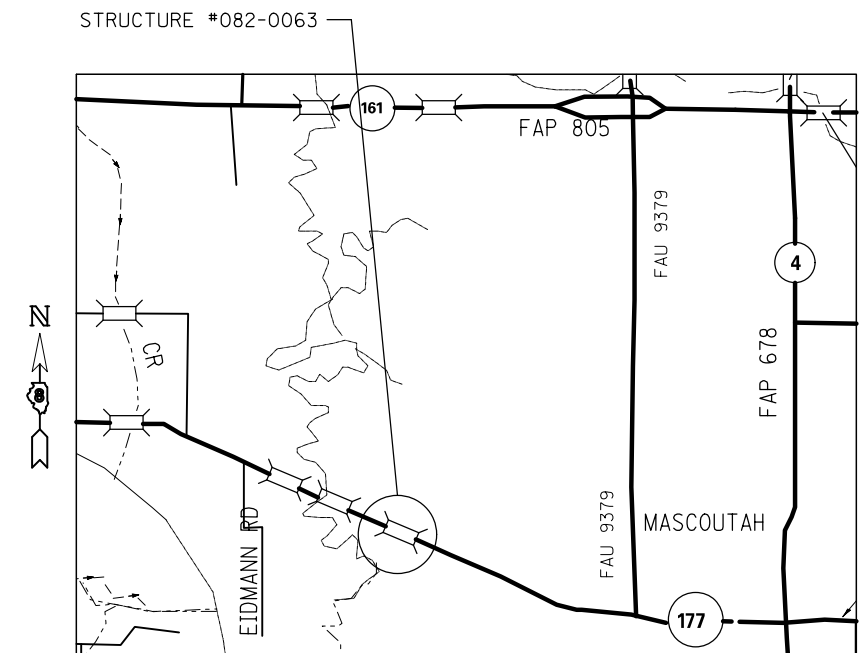 STRUCTURE #082-0063
161
FAP 805
FAU 9379
4
N
CR
8
FAP 678
FAU 9379
MASCOUTAH
EIDMANN RD
177